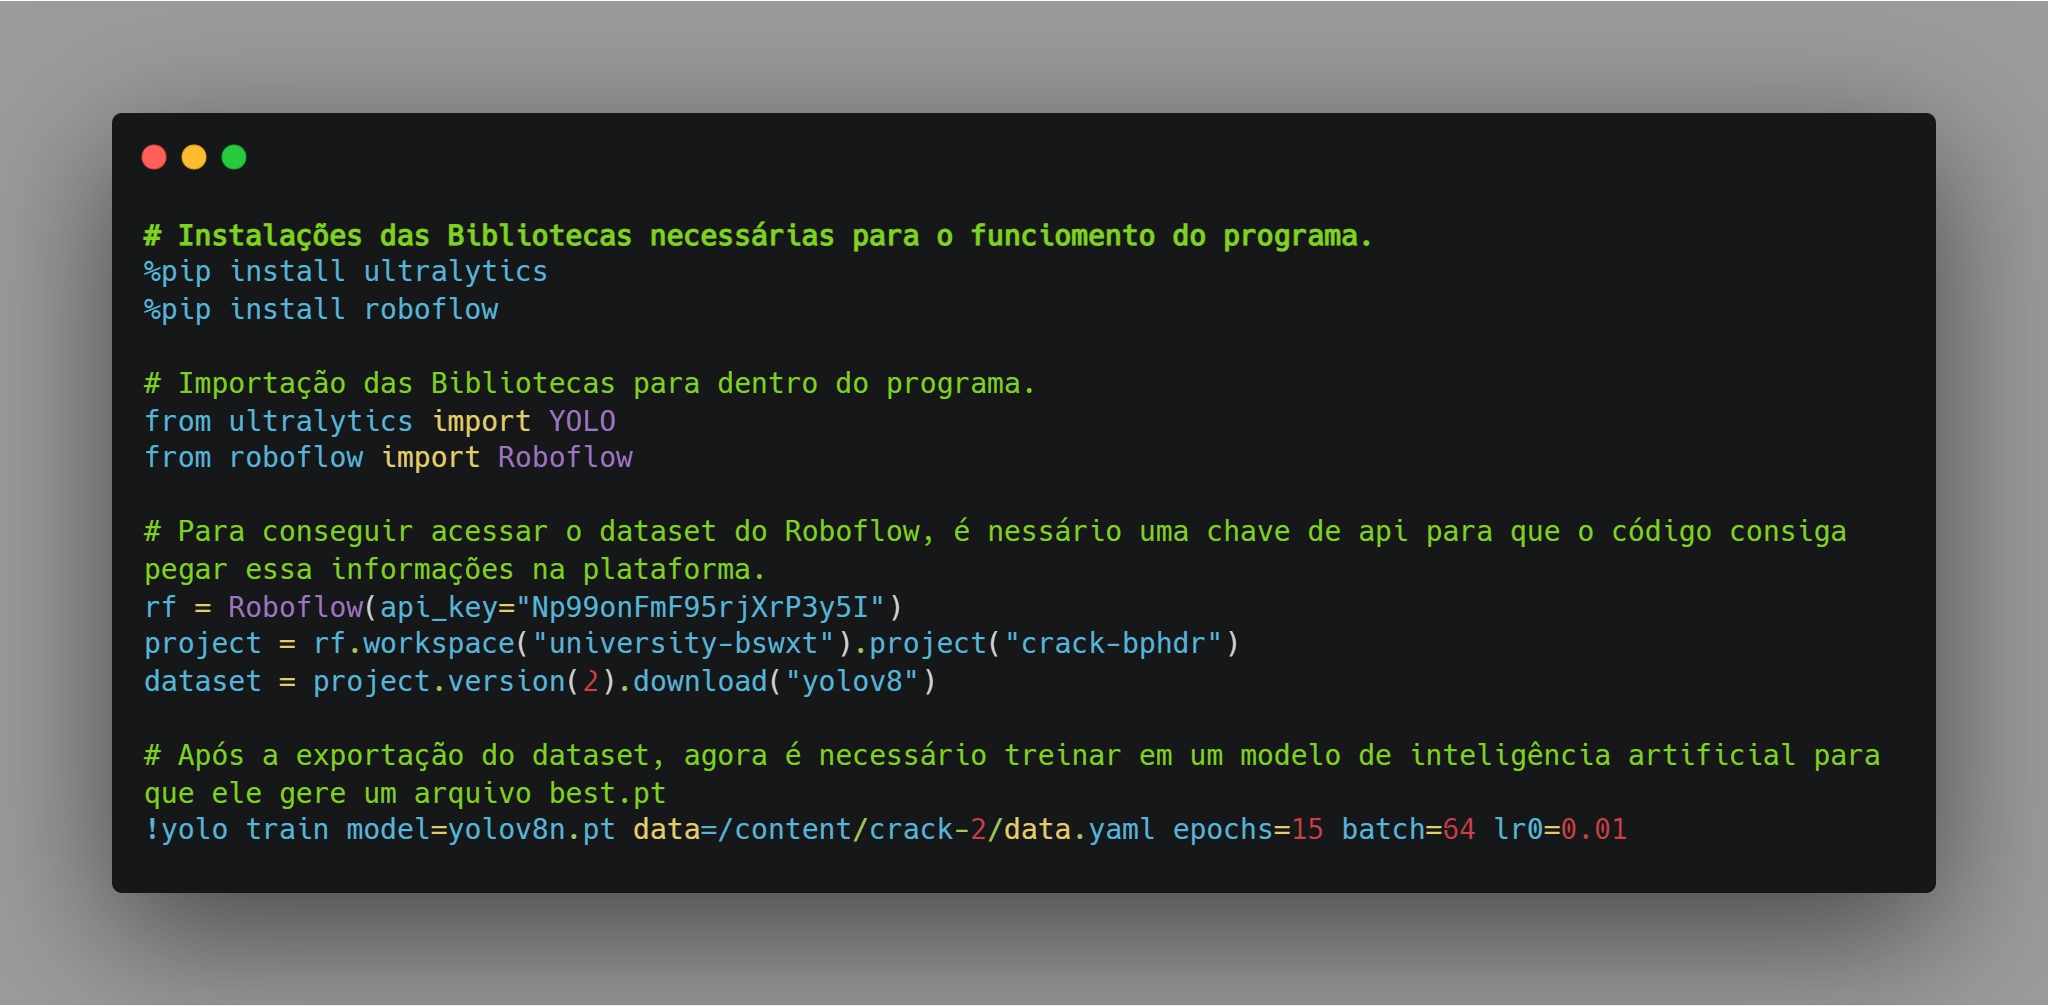 # Instalações das Bibliotecas necessárias para o funciomento do programa.
%pip install ultralytics
%pip install roboflow
# Importação das Bibliotecas para dentro do programa.
from ultralytics import YOLO
from roboflow import Roboflow
# Para conseguir acessar o dataset do Roboflow, é nessário uma chave de api para que o código consiga
pegar essa informações na plataforma.
rf = Roboflow(api_key="Np99onFmF95rjXrP3y5I")
project = rf.workspace("university-bswxt").project("crack-bphdr")
dataset = project.version(2).download("yolov8")
# Após a exportação do dataset, agora é necessário treinar em um modelo de inteligência artificial para
que ele gere um arquivo best.pt
!yolo train model=yolov8n.pt data=/content/crack-2/data.yaml epochs=15 batch=64 lr0=0.01